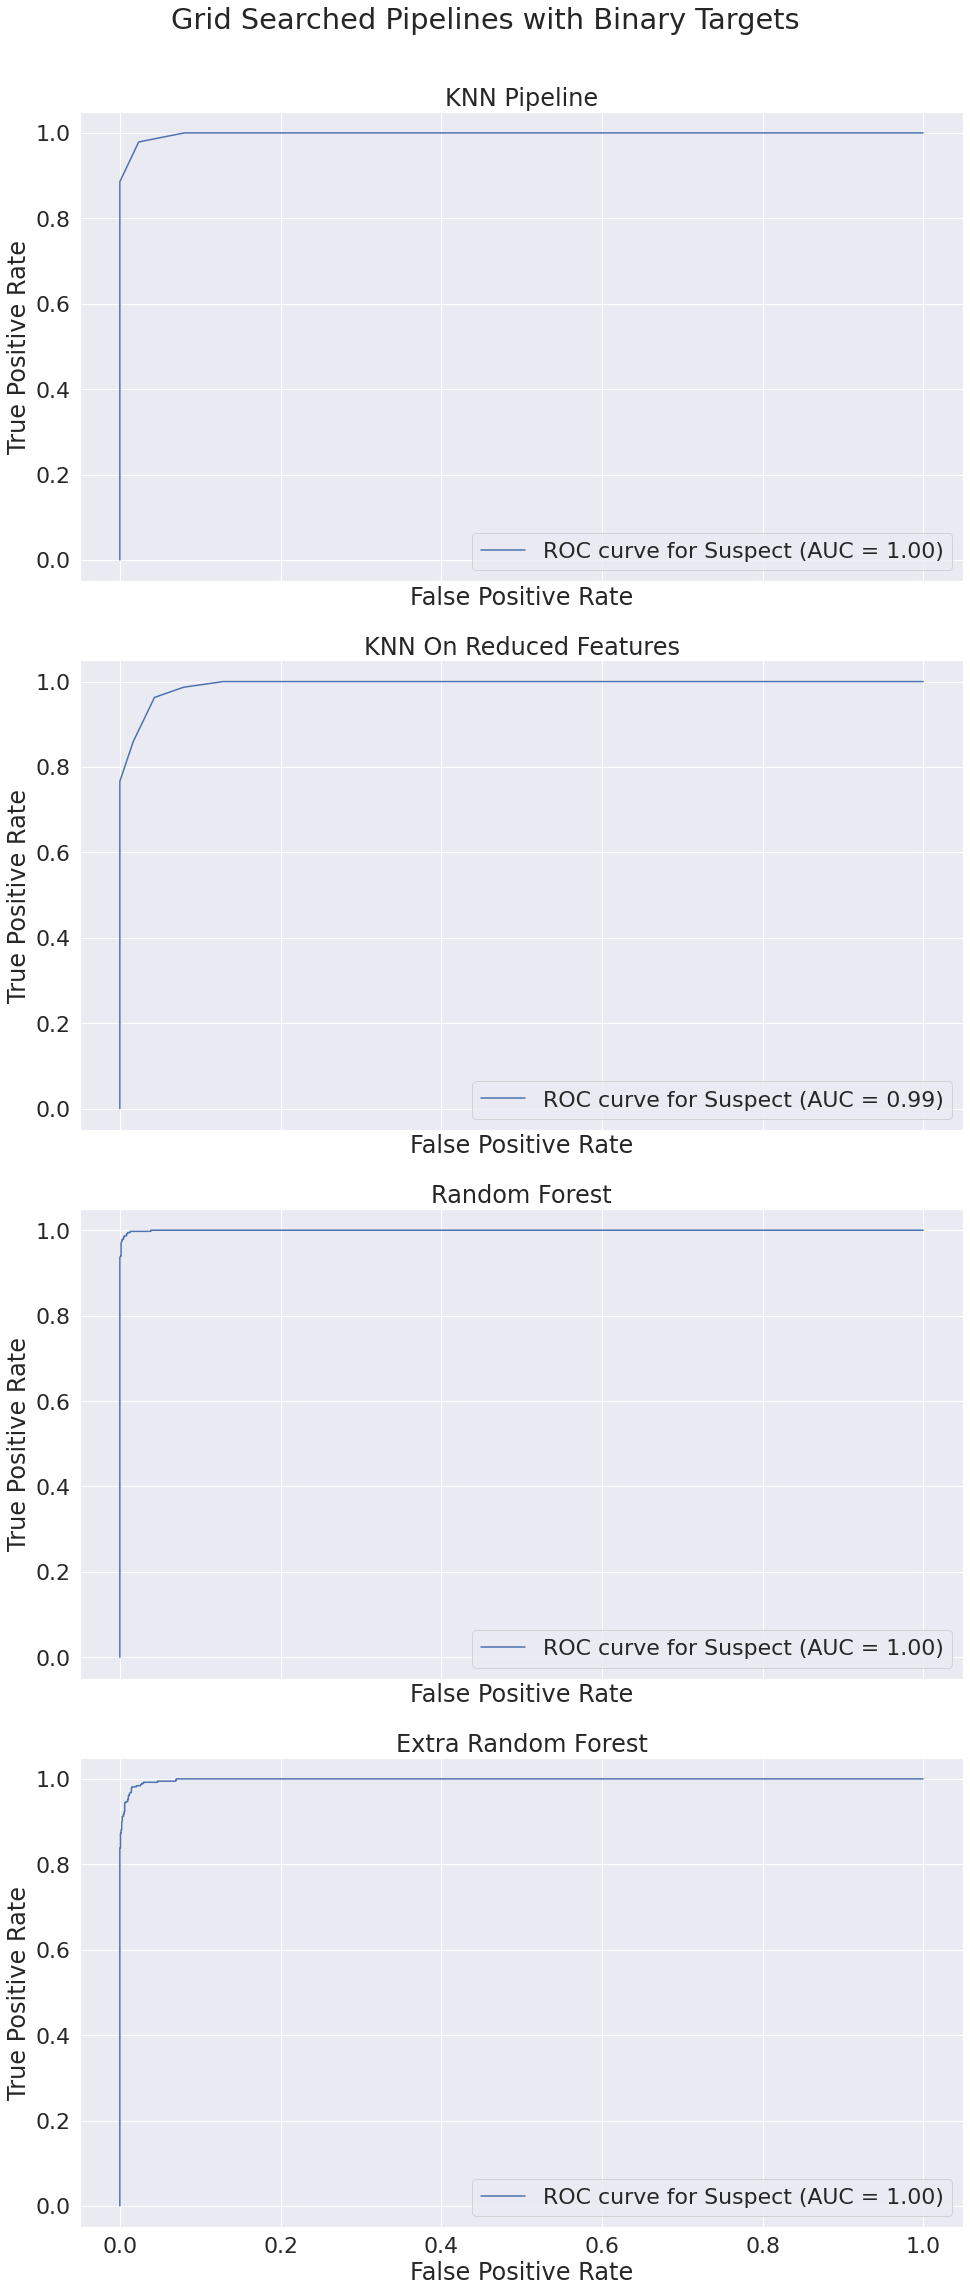 Grid Searched Pipelines with Binary Targets
KNN Pipeline
1.0
0.8
0.6
0.4
0.2
0.0
True Positive Rate
ROC curve for Suspect (AUC = 1.00)
False Positive Rate
KNN On Reduced Features
1.0
0.8
0.6
0.4
0.2
0.0
True Positive Rate
ROC curve for Suspect (AUC = 0.99)
False Positive Rate
Random Forest
1.0
0.8
0.6
0.4
0.2
0.0
True Positive Rate
ROC curve for Suspect (AUC = 1.00)
False Positive Rate
Extra Random Forest
1.0
0.8
0.6
0.4
0.2
0.0
True Positive Rate
ROC curve for Suspect (AUC = 1.00)
0.0 0.2 0.4 0.6 0.8 1.0
False Positive Rate